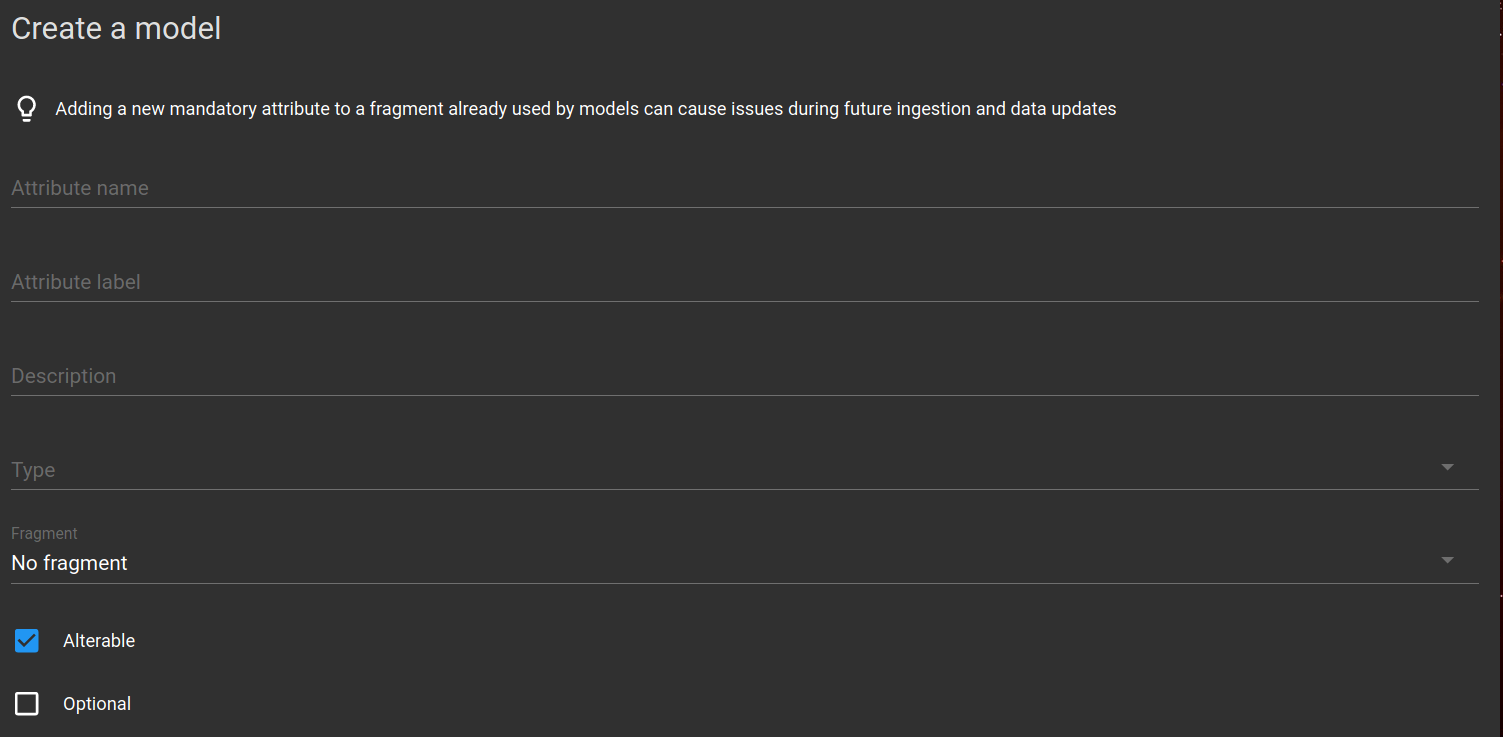 Create a model
Adding a new mandatory attribute to a fragment already used by models can cause issues during future ingestion and data updates
Attribute name
Attribute label
Description
Type
Fragment
No fragment
Alterable
Optional